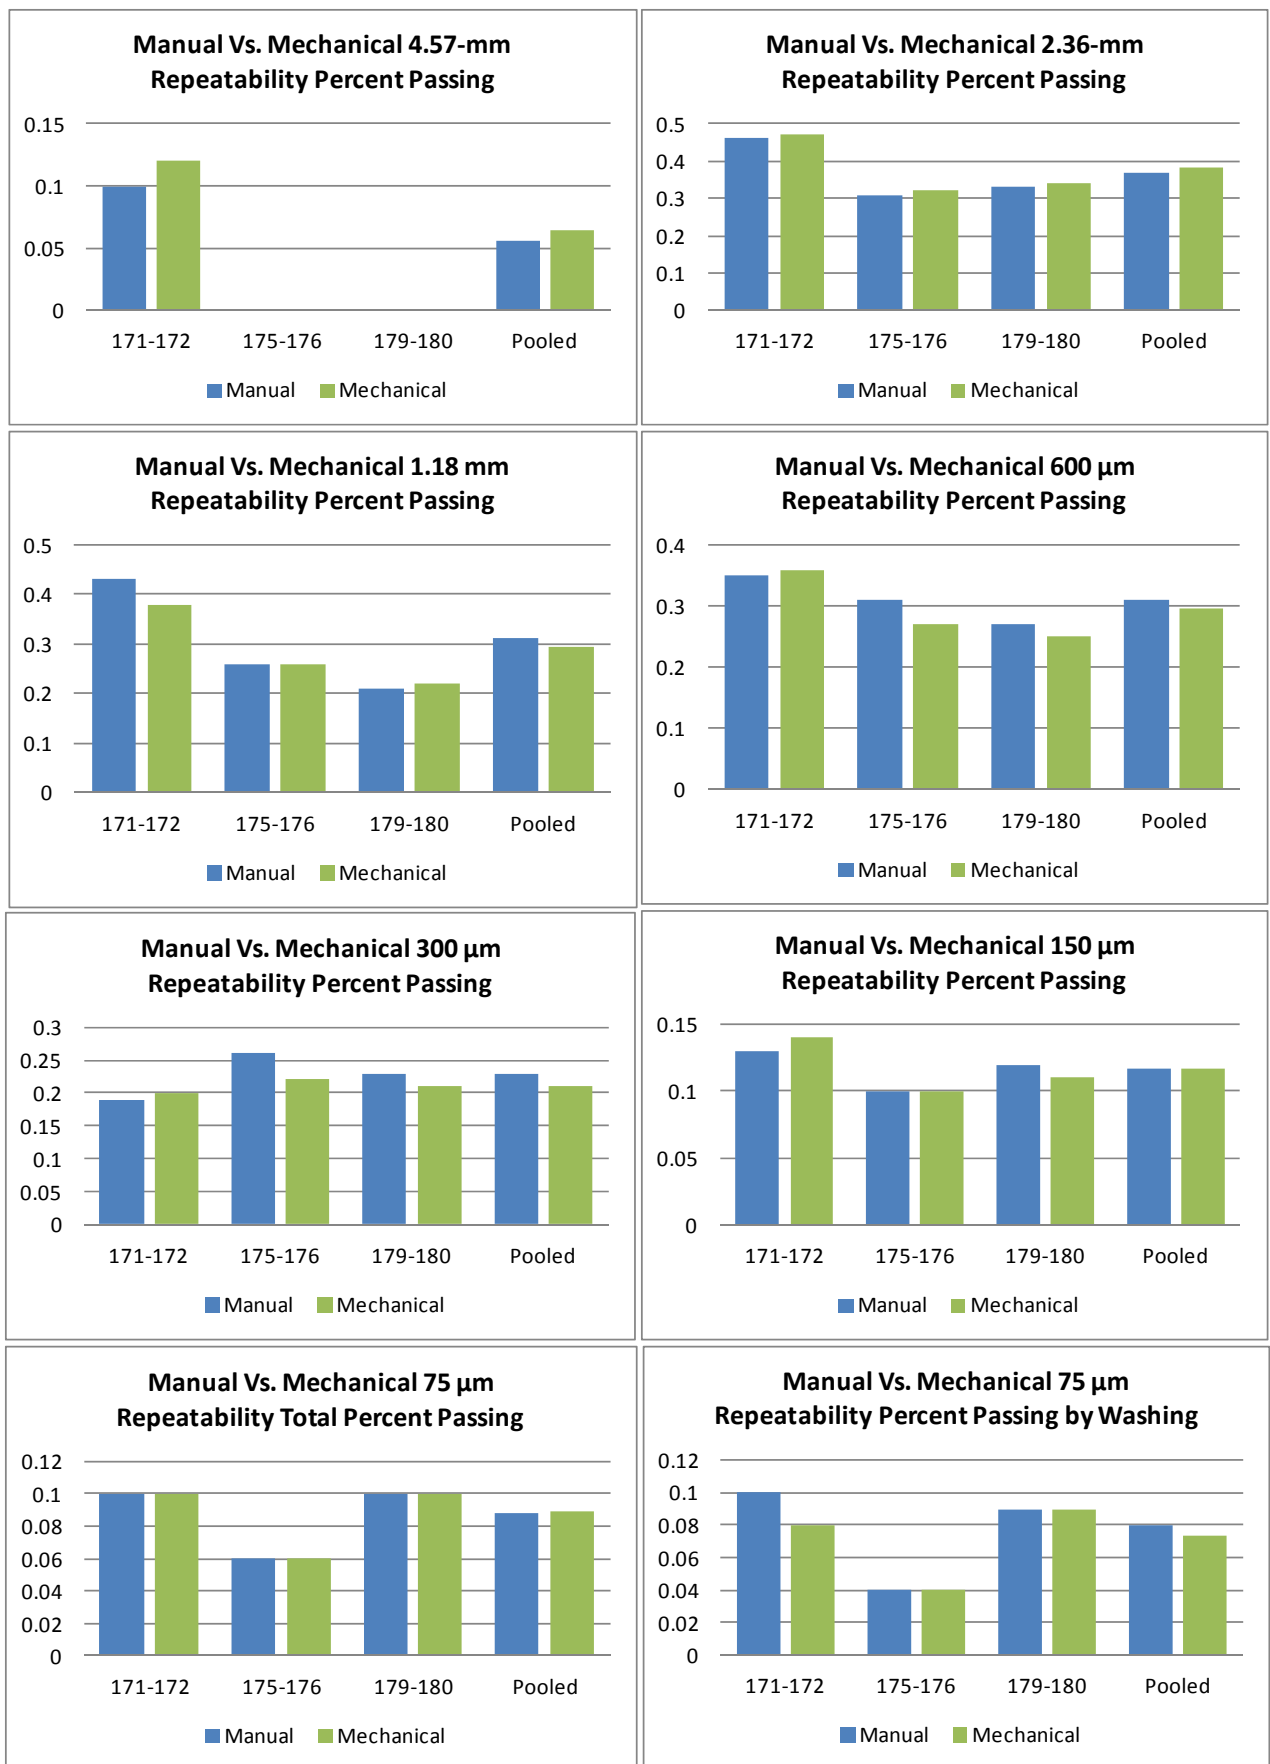 Manual Vs. Mechanical 4.57-mm
Repeatability Percent Passing
0.15
0.1
0.05
0
171-172 175-176 179-180 Pooled
Manual Mechanical
Manual Vs. Mechanical 2.36-mm
Repeatability Percent Passing
0.5
0.4
0.3
0.2
0.1
0
171-172 175-176 179-180 Pooled
Manual Mechanical
Manual Vs. Mechanical 1.18 mm
Repeatability Percent Passing
0.5
0.4
0.3
0.2
0.1
0
171-172 175-176 179-180 Pooled
Manual Mechanical
Manual Vs. Mechanical 600 µm
Repeatability Percent Passing
0.4
0.3
0.2
0.1
0
171-172 175-176 179-180 Pooled
Manual Mechanical
Manual Vs. Mechanical 300 µm
Repeatability Percent Passing
0.3
0.25
0.2
0.15
0.1
0.05
0
171-172 175-176 179-180 Pooled
Manual Mechanical
Manual Vs. Mechanical 150 µm
Repeatability Percent Passing
0.15
0.1
0.05
0
171-172 175-176 179-180 Pooled
Manual Mechanical
Manual Vs. Mechanical 75 µm
Repeatability Total Percent Passing
0.12
0.1
0.08
0.06
0.04
0.02
0
171-172 175-176 179-180 Pooled
Manual Mechanical
Manual Vs. Mechanical 75 µm
Repeatability Percent Passing by Washing
0.12
0.1
0.08
0.06
0.04
0.02
0
171-172 175-176 179-180 Pooled
Manual Mechanical